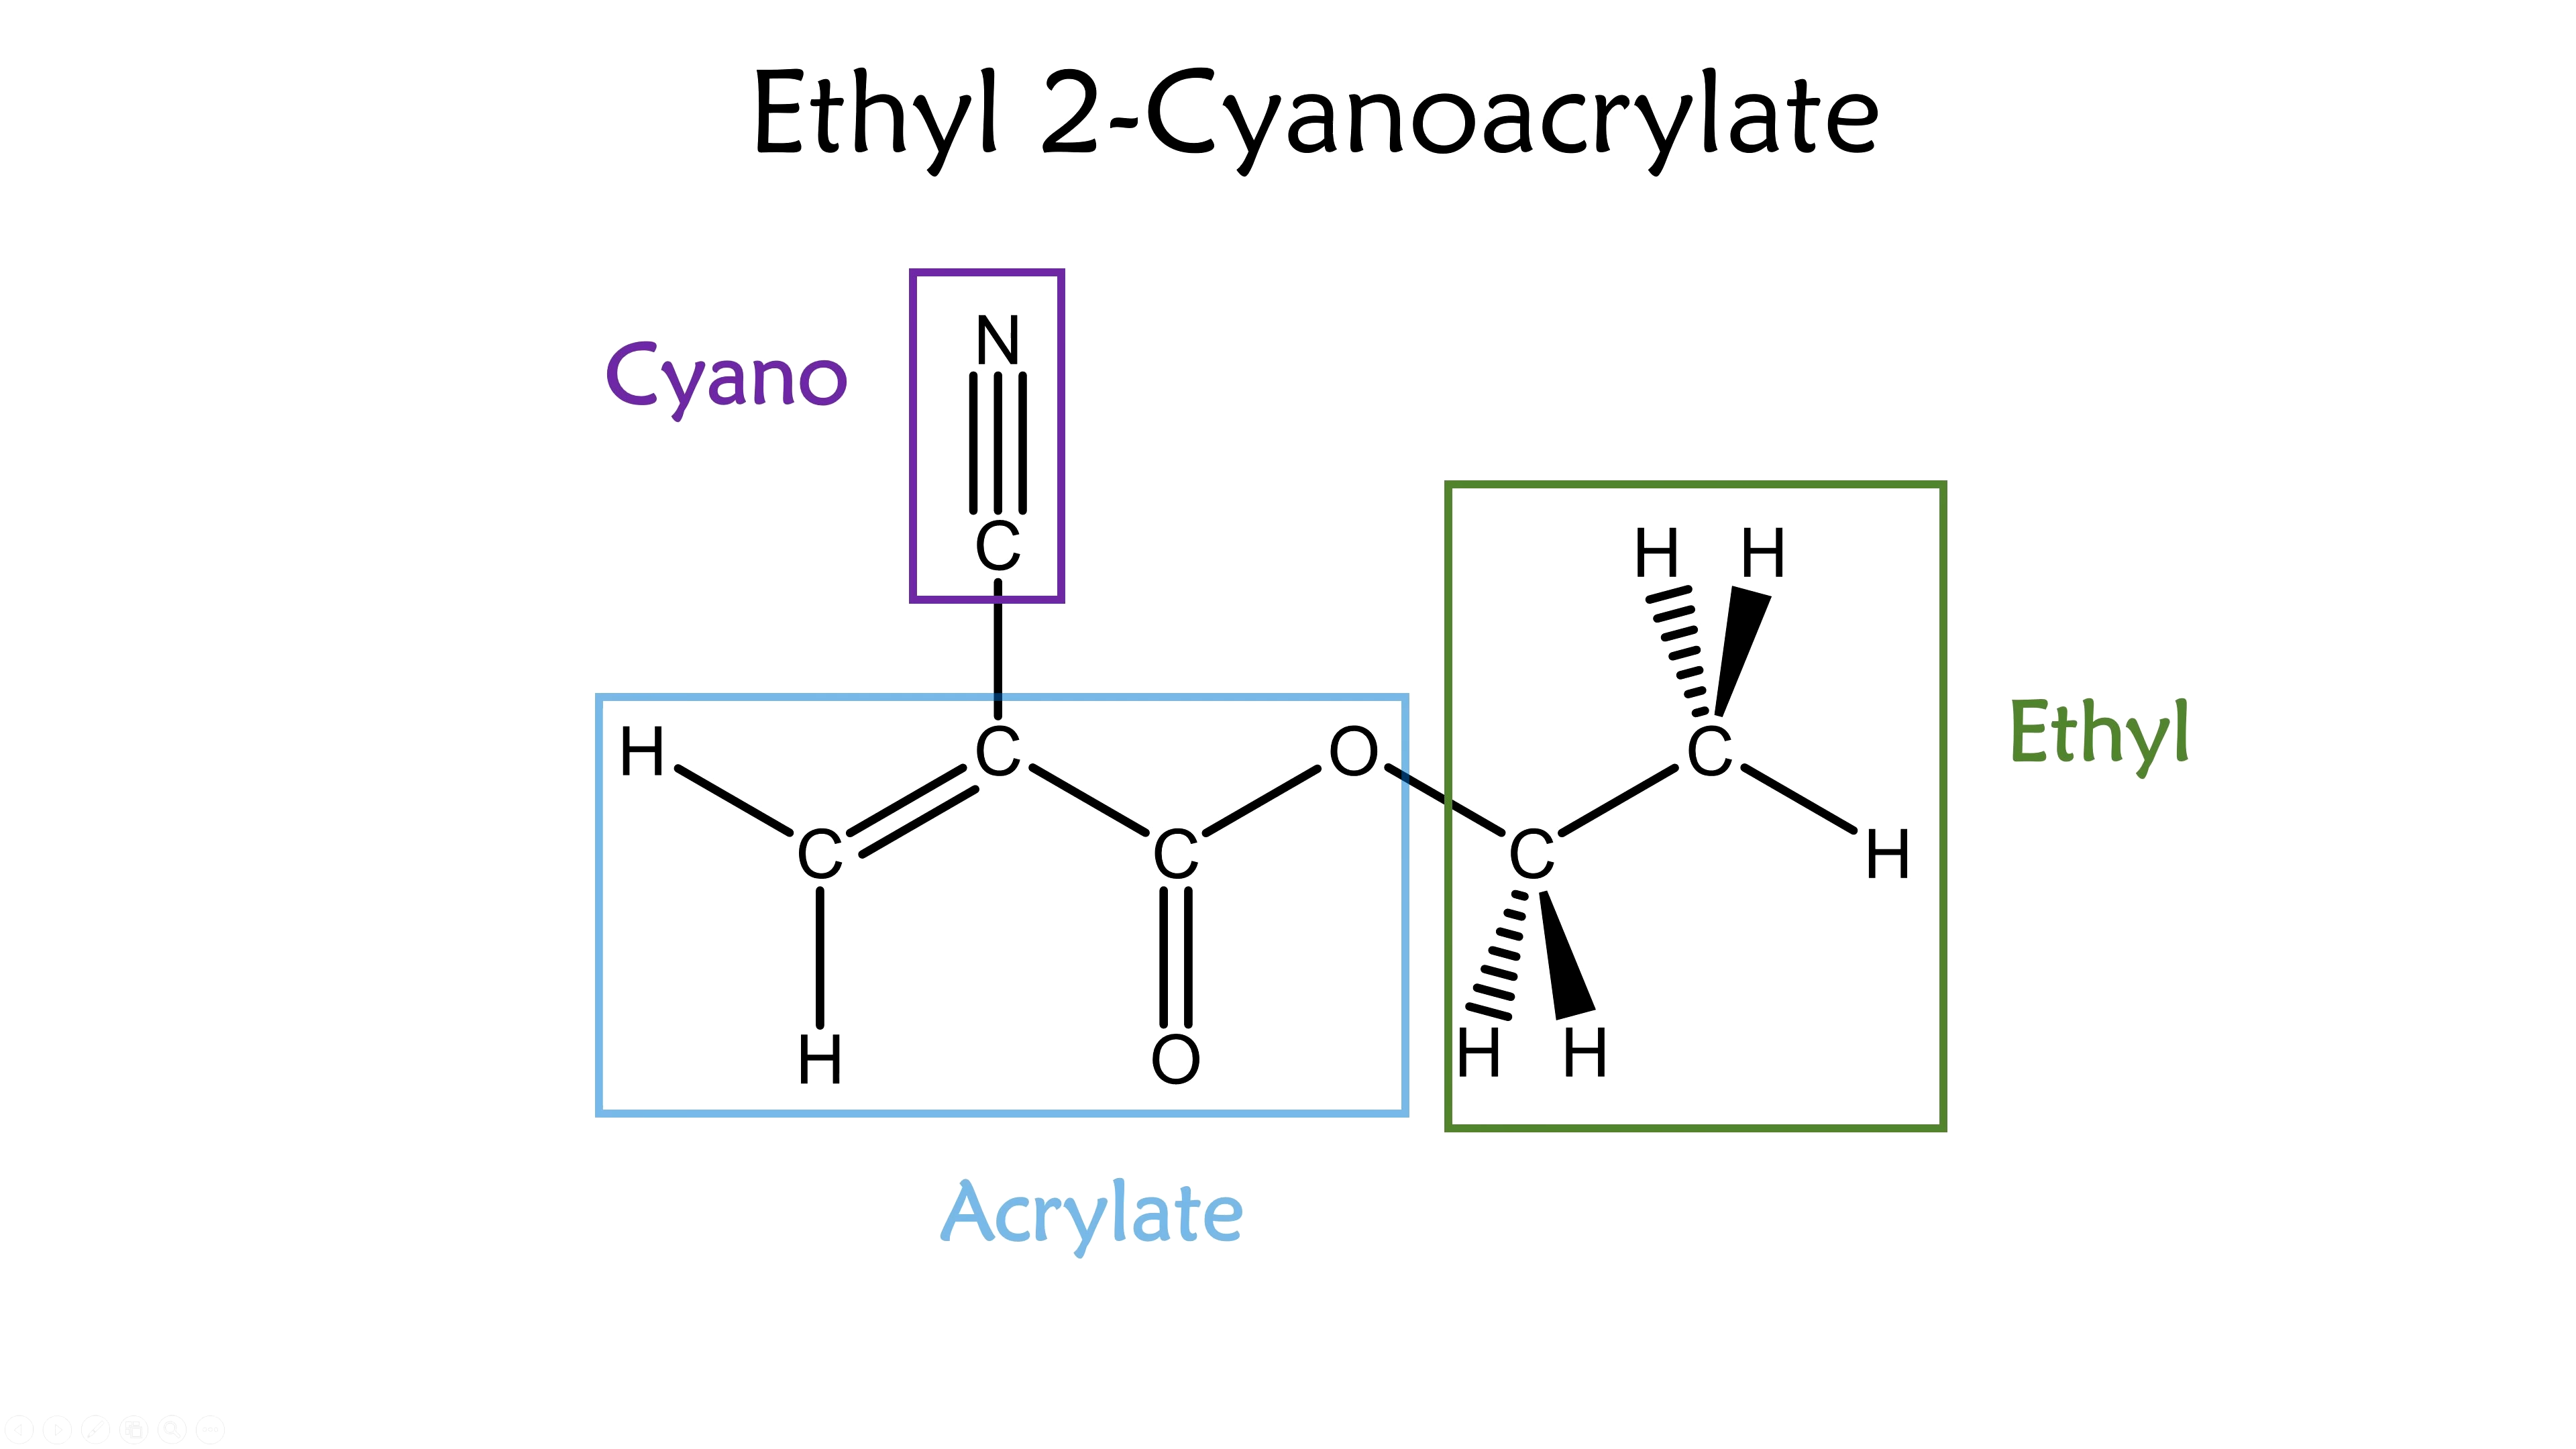 Ethyl 2-Cyanoacrylate
N
Cyano
C
H H
H C O C Ethyl
C C C H
H O H H
Acrylate